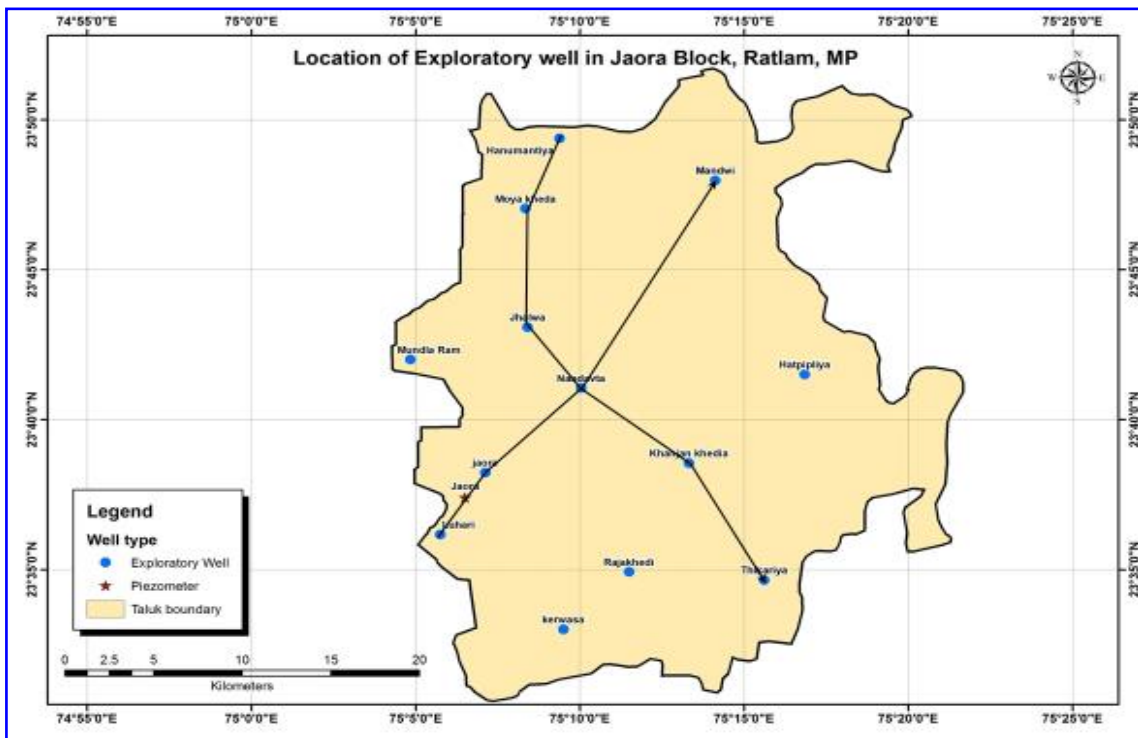 74°55'0"E 75°0'0"E 75°5'0"E 75°10'0"E 75°15'0"E 75°20'0"E 75°25'0"E
Location of Exploratory well in Jaora Block, Ratlam, MP
N
W E
S
23°50'0"N 23°50'0"N
Hanumantiya
Mandwi
Moya kheda
23°45'0"N 23°45'0"N
Jhalwa
Mundla Ram
Hatpipliya
Nandavta
23°40'0"N 23°40'0"N
Khanjan khedia
jaora
Jaora
Legend
Well type
Exploratory Well
Piezometer
Taluk boundary
Rajakhedi
23°35'0"N 23°35'0"N
kerwasa
0 2.5 5 10 15 20
Kilometers
74°55'0"E 75°0'0"E 75°5'0"E 75°10'0"E 75°15'0"E 75°20'0"E 75°25'0"E